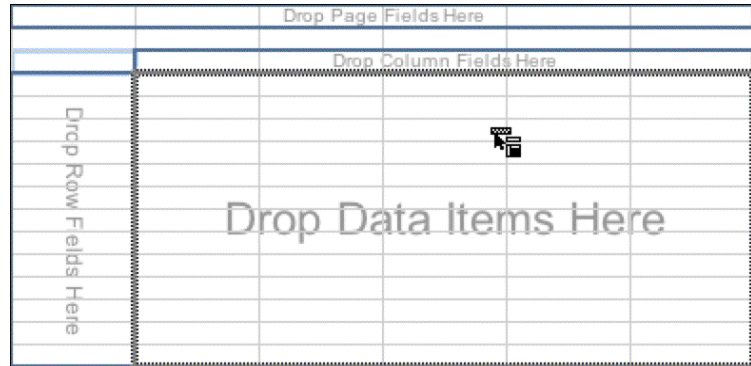 Drop Page Fields Here
Drop Column Fields Here
Drop Row Fields Here
Drop Data Items Here